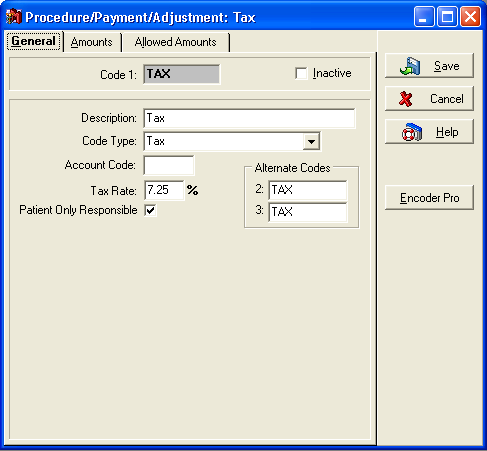 Procedure/Payment/Adjustment: Tax
General Amounts Allowed Amounts
Code 1: TAX Inactive
Save
Cancel
Help
Encoder Pro
Description: Tax
Code Type: Tax
Account Code:
Tax Rate: 7.25 %
Patient Only Responsible
Alternate Codes
2: TAX
3: TAX